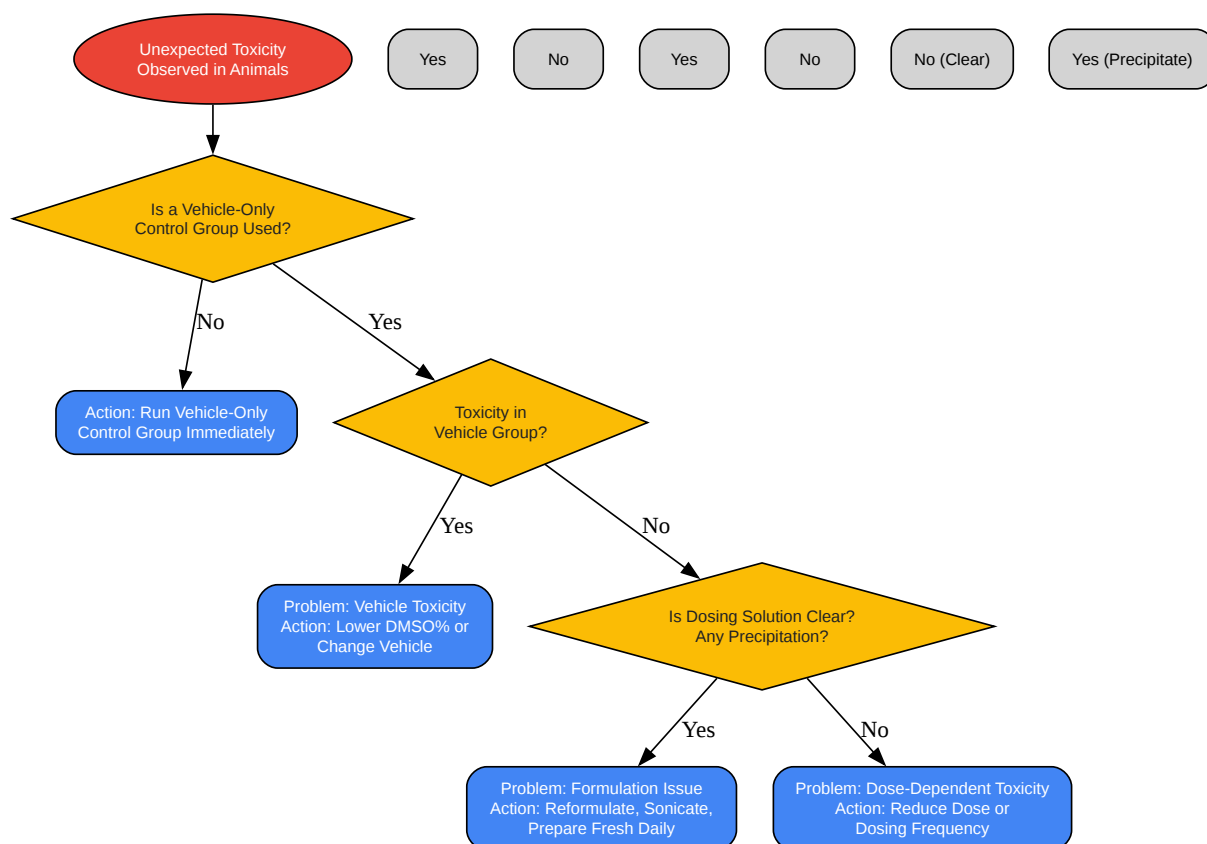 Unexpected Toxicity
Observed in Animals
Yes
No
Yes
No
No (Clear)
Yes (Precipitate)
Is a Vehicle-Only
Control Group Used?
No
Yes
Action: Run Vehicle-Only
Control Group Immediately
Toxicity in
Vehicle Group?
Yes
No
Problem: Vehicle Toxicity
Action: Lower DMSO% or
Change Vehicle
Is Dosing Solution Clear?
Any Precipitation?
Yes
No
Problem: Formulation Issue
Action: Reformulate, Sonicate,
Prepare Fresh Daily
Problem: Dose-Dependent Toxicity
Action: Reduce Dose or
Dosing Frequency